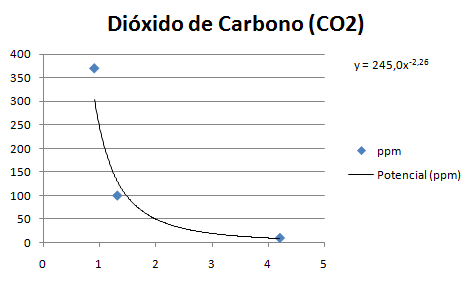 Dióxido de Carbono (CO2)
400
350
300
250
200
150
100
50
0
0 1 2 3 4 5
y = 245,0x^-2,26
ppm
Potencial (ppm)